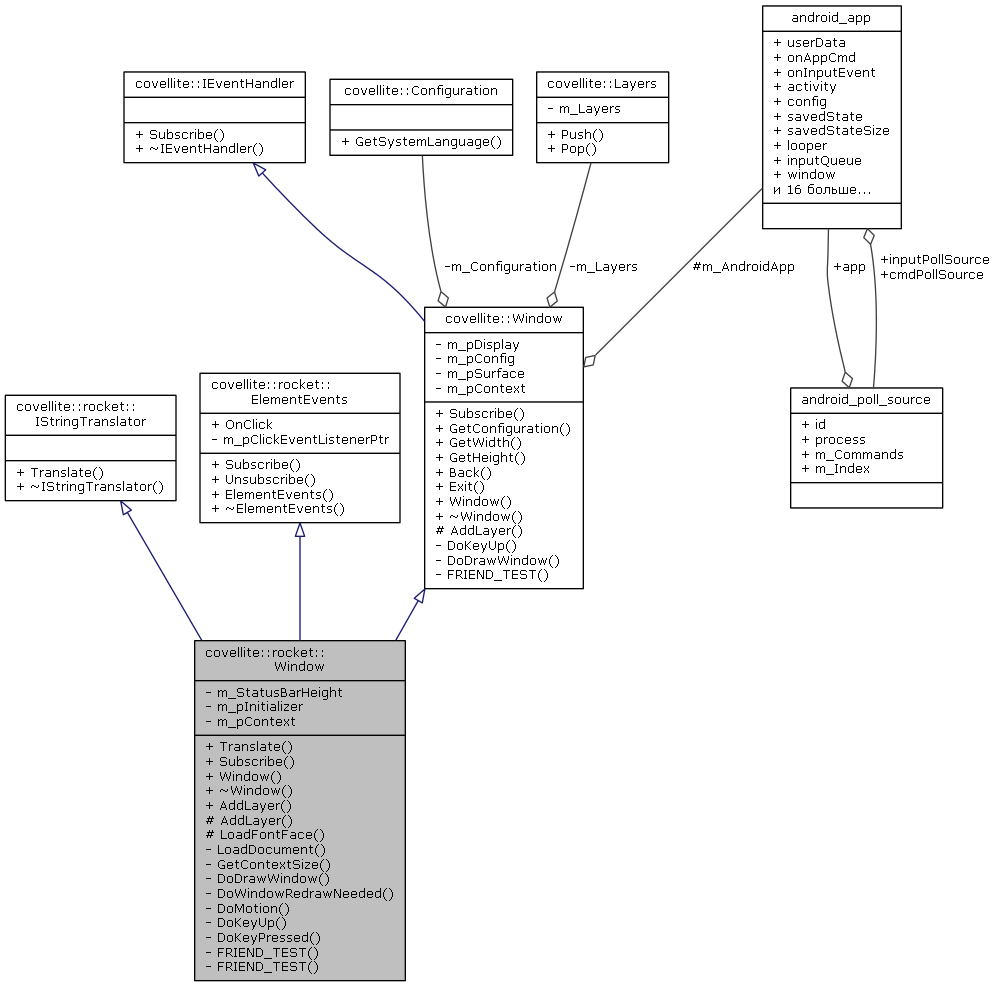 android_app
+ userData
+ onAppCmd
+ onInputEvent
+ activity
+ config
+ savedState
+ savedStateSize
+ looper
+ inputQueue
+ window
и 16 больше...
covellite::IEventHandler
+ Subscribe()
+ ~IEventHandler()
covellite::Configuration
+ GetSystemLanguage()
covellite::Layers
- m_Layers
+ Push()
+ Pop()
-m_Configuration
-m_Layers
#m_AndroidApp
+app
+inputPollSource
+cmdPollSource
covellite::Window
- m_pDisplay
- m_pConfig
- m_pSurface
- m_pContext
+ Subscribe()
+ GetConfiguration()
+ GetWidth()
+ GetHeight()
+ Back()
+ Exit()
+ Window()
+ ~Window()
# AddLayer()
- DoKeyUp()
- DoDrawWindow()
- FRIEND_TEST()
android_poll_source
+ id
+ process
+ m_Commands
+ m_Index
covellite::rocket::
IStringTranslator
+ Translate()
+ ~IStringTranslator()
covellite::rocket::
ElementEvents
+ OnClick
- m_pClickEventListenerPtr
+ Subscribe()
+ Unsubscribe()
+ ElementEvents()
+ ~ElementEvents()
covellite::rocket::
Window
- m_StatusBarHeight
- m_pInitializer
- m_pContext
+ Translate()
+ Subscribe()
+ Window()
+ ~Window()
+ AddLayer()
# AddLayer()
# LoadFontFace()
- LoadDocument()
- GetContextSize()
- DoDrawWindow()
- DoWindowRedrawNeeded()
- DoMotion()
- DoKeyUp()
- DoKeyPressed()
- FRIEND_TEST()
- FRIEND_TEST()